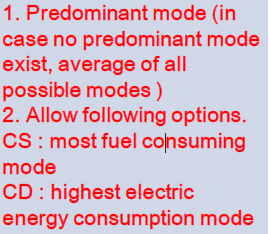 1. Predominant mode (in
case no predominant mode
exist, average of all
possible modes )
2. Allow following options.
CS : most fuel consuming
mode
CD : highest electric
energy consumption mode